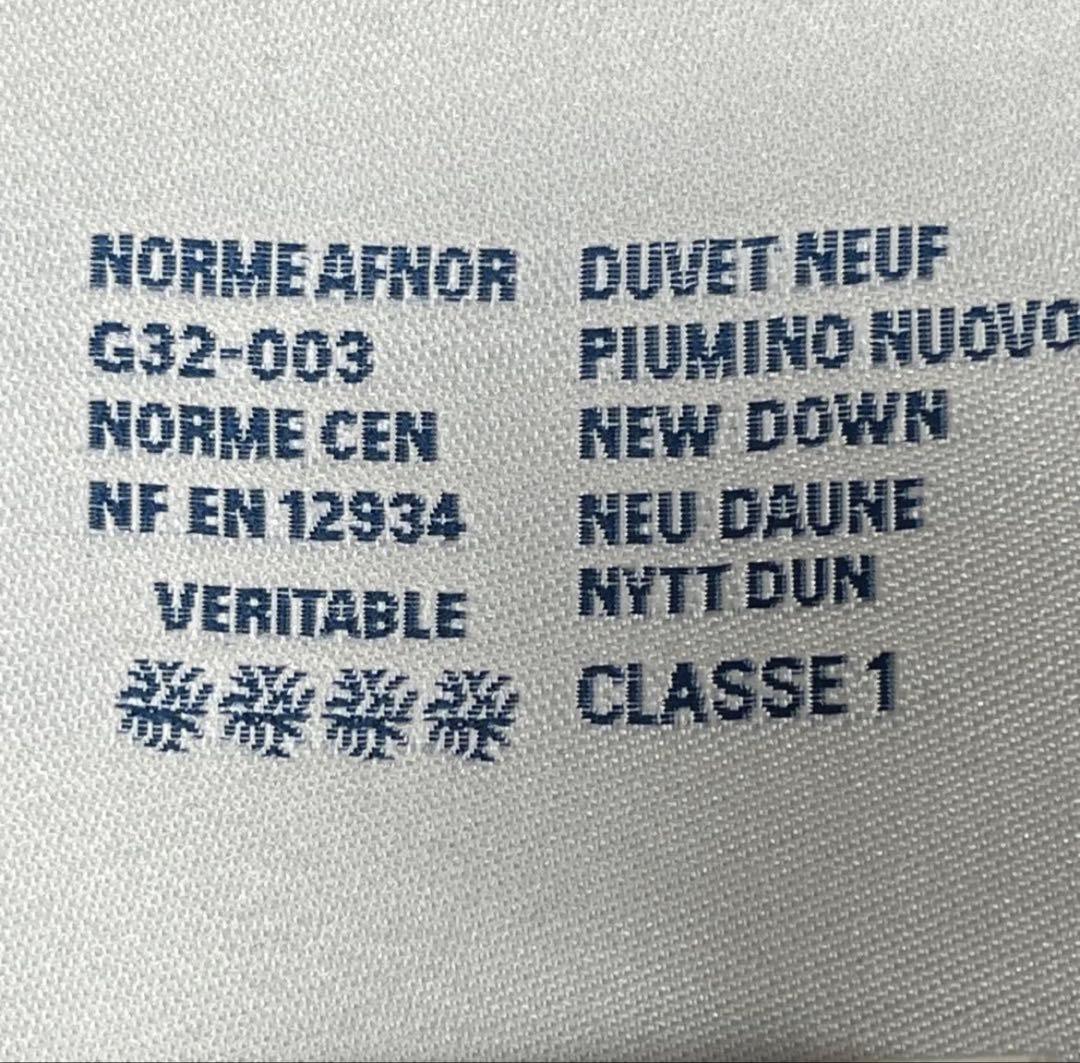 NORME AFNOR
G32-003
NORME CEN
NF EN 12934
VERITABLE
DUVET NEUF
PIUMINO NUOVO
NEW DOWN
NEU DAUNE
NYTT DUN
CLASSE 1